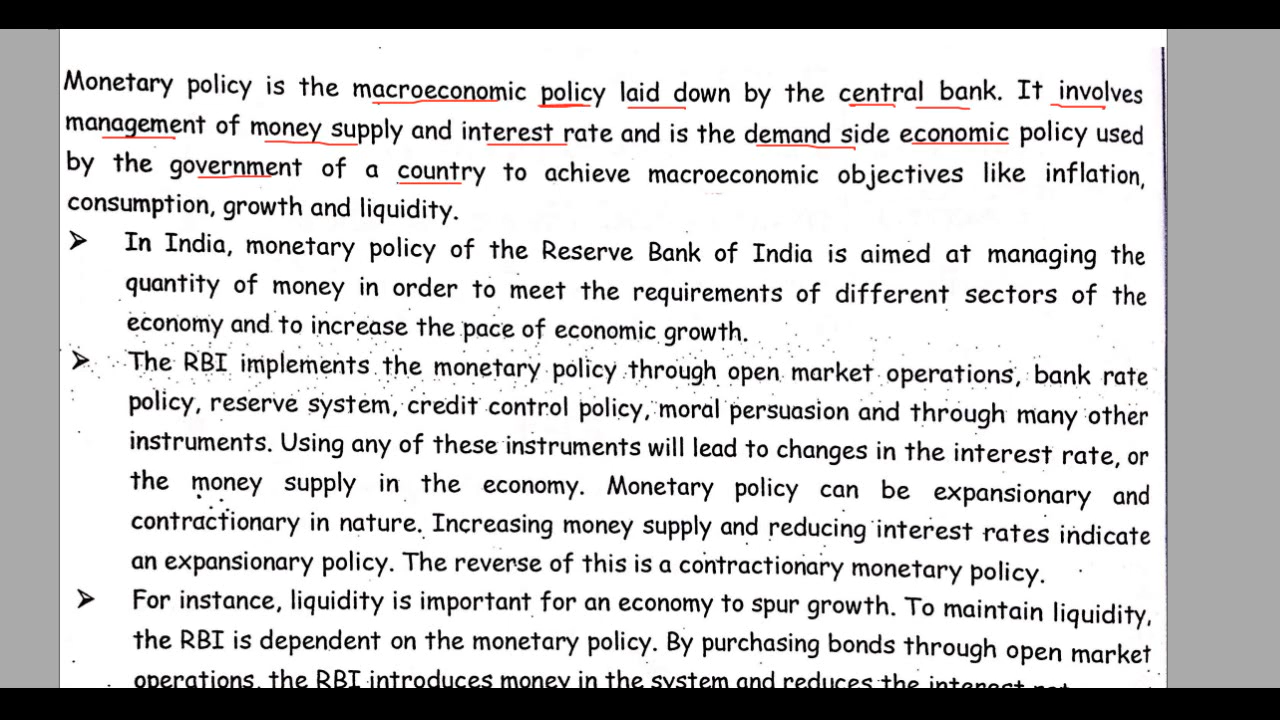 Monetary policy is the macroeconomic policy laid down by the central bank. It involves
management of money supply and interest rate and is the demand side economic policy used
by the government of a country to achieve macroeconomic objectives like inflation,
consumption, growth and liquidity.
➢ In India, monetary policy of the Reserve Bank of India is aimed at managing the
quantity of money in order to meet the requirements of different sectors of the
economy and to increase the pace of economic growth.
➢ The RBI implements the monetary policy through open market operations, bank rate
policy, reserve system, credit control policy, moral persuasion and through many other
instruments. Using any of these instruments will lead to changes in the interest rate, or
the money supply in the economy. Monetary policy can be expansionary and
contractionary in nature. Increasing money supply and reducing interest rates indicate
an expansionary policy. The reverse of this is a contractionary monetary policy.
➢ For instance, liquidity is important for an economy to spur growth. To maintain liquidity,
the RBI is dependent on the monetary policy. By purchasing bonds through open market
operations, the RBI introduces money in the system and reduces the interest